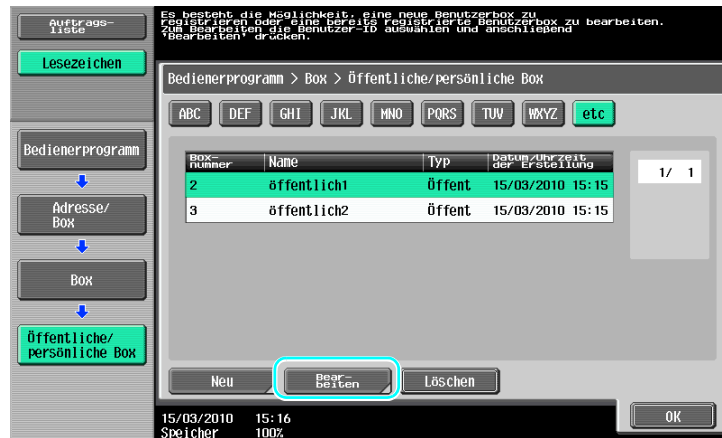 Auftrags-
liste
Lesezeichen
Es besteht die Möglichkeit, eine neue Benutzerbox zu
registrieren oder eine bereits registrierte Benutzerbox zu bearbeiten.
Zum Bearbeiten die Benutzer-ID auswählen und anschließend
'Bearbeiten' drücken.
Bedienerprogramm > Box > Öffentliche/persönliche Box
ABC DEF GHI JKL MNO PQRS TUV WXYZ etc
Bedienerprogramm
Adresse/
Box
Box
Öffentliche/
persönliche Box
Box-
nummer Name Typ Datum/Uhrzeit
der Erstellung
2 öffentlich1 Öffent 15/03/2010 15:15
3 öffentlich2 Öffent 15/03/2010 15:15
1/ 1
Neu Bear-
beiten Löschen
15/03/2010 15:16
Speicher 100%
OK